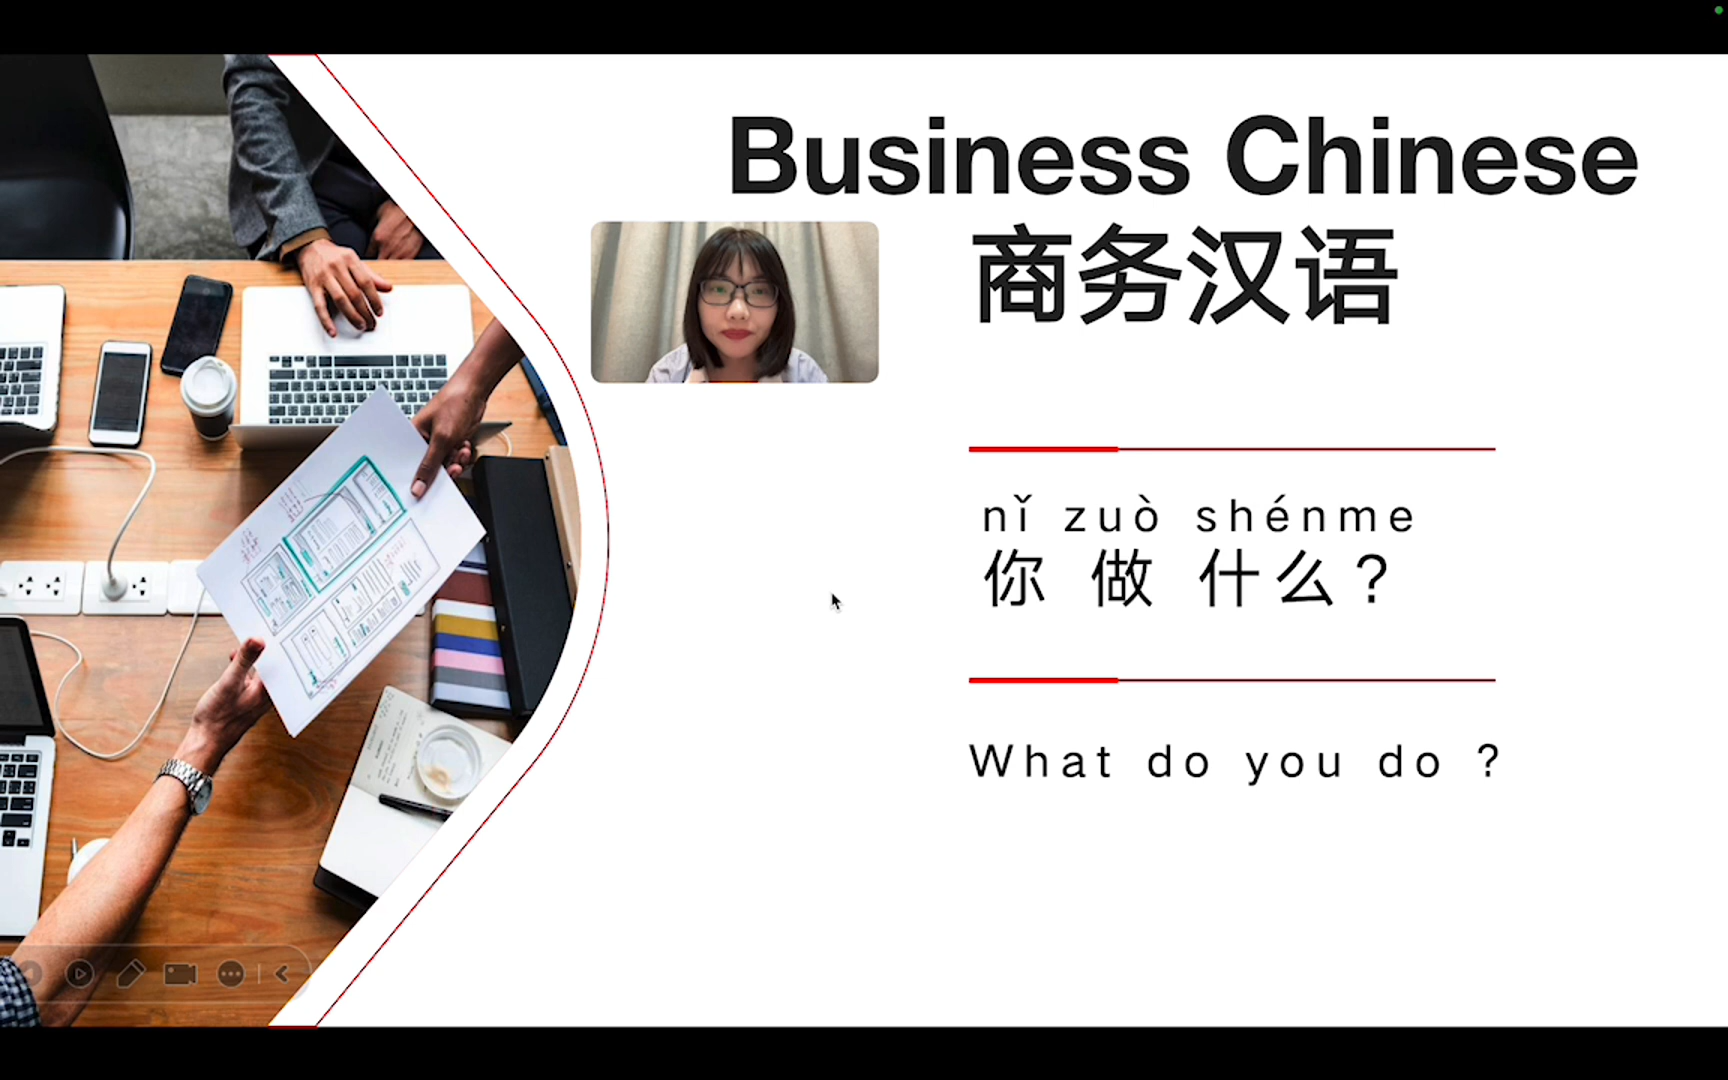 Business Chinese
商务汉语
nǐ zuò shénme
你 做 什么?
What do you do ?